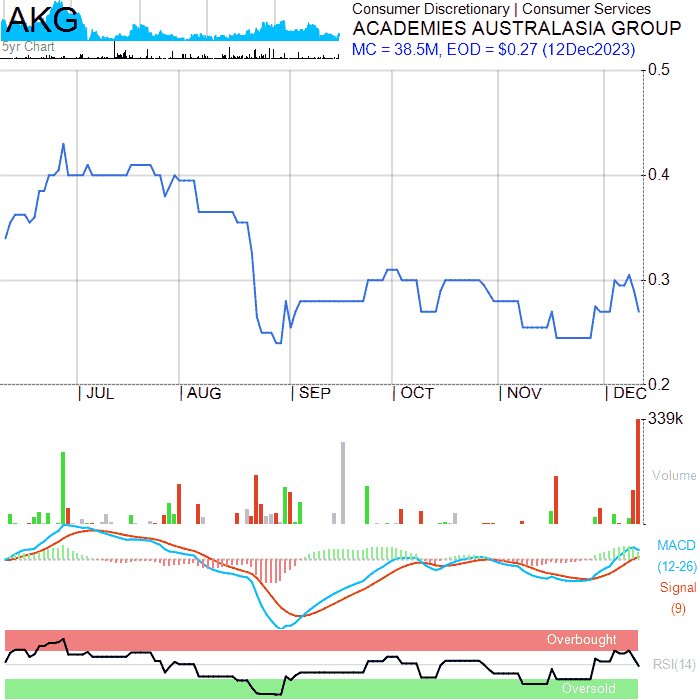 AKG
5yr Chart
Consumer Discretionary | Consumer Services
ACADEMIES AUSTRALASIA GROUP
MC = 38.5M, EOD = $0.27 (12Dec2023)
0.5
0.4
0.3
0.2
JUL
AUG
SEP
OCT
NOV
DEC
339k
Volume
MACD
(12-26)
Signal
(9)
Overbought
RSI(14)
Oversold